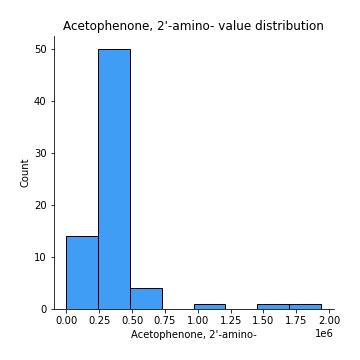 Acetophenone, 2'-amino- value distribution
50
40
30
20
10
0
Count
0.00 0.25 0.50 0.75 1.00 1.25 1.50 1.75 2.00
1e6
Acetophenone, 2'-amino-